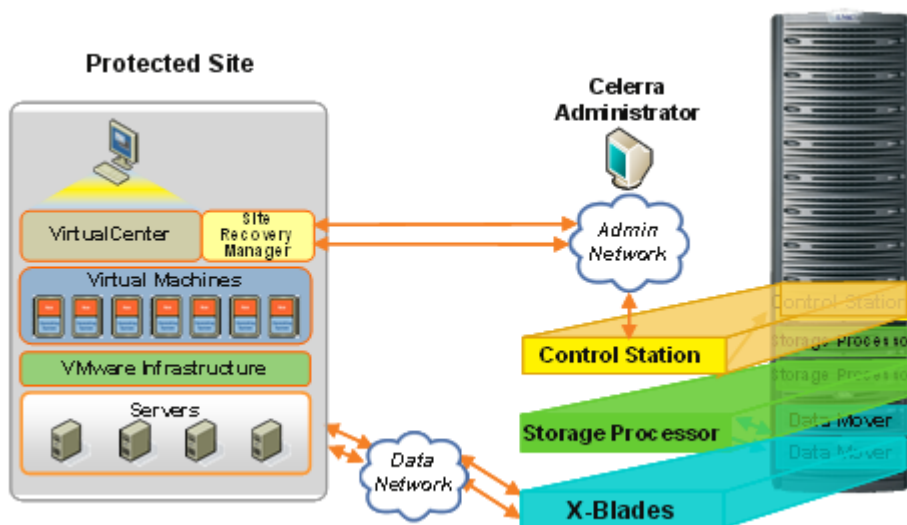 Protected Site
Celerra
Administrator
VirtualCenter
Site
Recovery
Manager
Admin
Network
Virtual Machines
Control Station
Control Station
Storage Processor
VMware Infrastructure
Storage Processor
Servers
Storage Processor
Data Mover
Data Mover
Data
Network
X-Blades